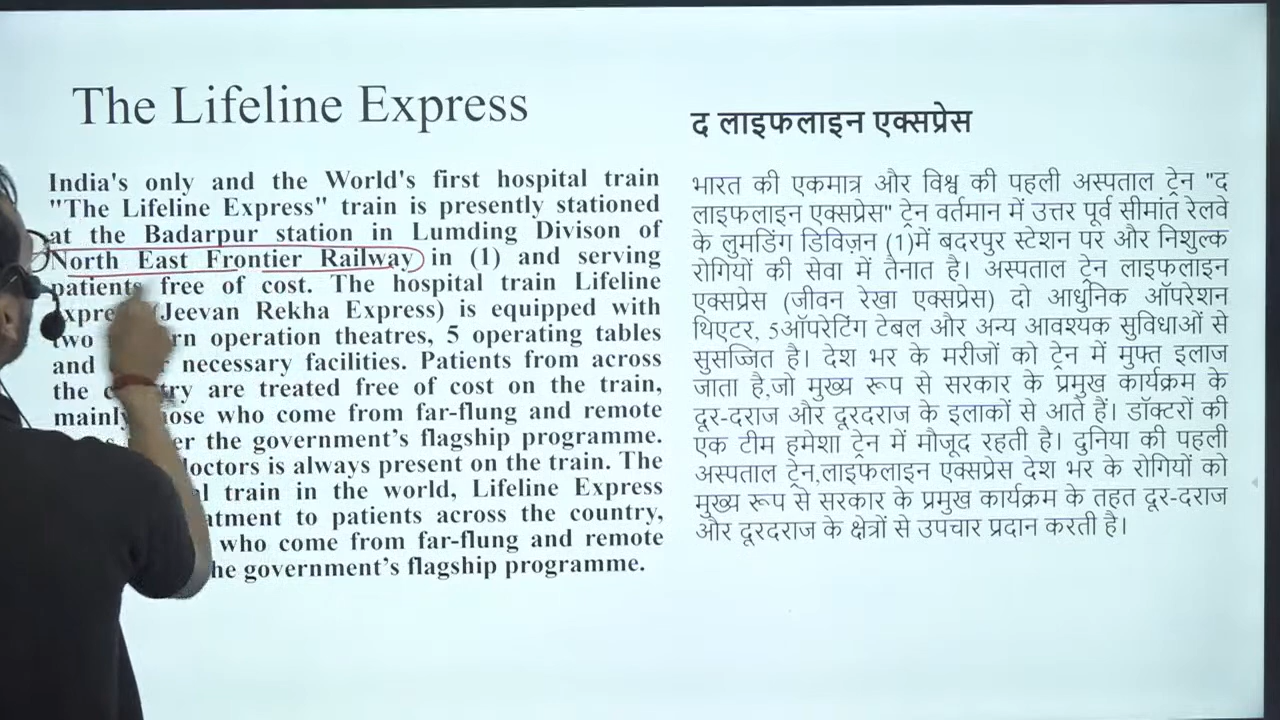 The Lifeline Express
India's only and the World's first hospital train
"The Lifeline Express" train is presently stationed
at the Badarpur station in Lumding Divison of
North East Frontier Railway in (1) and serving
patients free of cost. The hospital train Lifeline
(Jeevan Rekha Express) is equipped with
two operation theatres, 5 operating tables
and necessary facilities. Patients from across
the are treated free of cost on the train,
mainly who come from far-flung and remote
the government’s flagship programme.
doctors is always present on the train. The
train in the world, Lifeline Express
to patients across the country,
who come from far-flung and remote
government’s flagship programme.
द लाइफलाइन एक्सप्रेस
भारत की एकमात्र और विश्व की पहली अस्पताल ट्रेन "द
लाइफलाइन एक्सप्रेस" ट्रेन वर्तमान में उत्तर पूर्व सीमांत रेलवे
के लुमडिंग डिविज़न (1)में बदरपुर स्टेशन पर और निशुल्क
रोगियों की सेवा में तैनात है। अस्पताल ट्रेन लाइफलाइन
एक्सप्रेस (जीवन रेखा एक्सप्रेस) दो आधुनिक ऑपरेशन
थिएटर, 5ऑपरेटिंग टेबल और अन्य आवश्यक सुविधाओं से
सुसज्जित है। देश भर के मरीजों को ट्रेन में मुफ्त इलाज
जाता है,जो मुख्य रूप से सरकार के प्रमुख कार्यक्रम के
दूर-दराज और दूरदराज के इलाकों से आते हैं। डॉक्टरों की
एक टीम हमेशा ट्रेन में मौजूद रहती है। दुनिया की पहली
अस्पताल ट्रेन,लाइफलाइन एक्सप्रेस देश भर के रोगियों को
मुख्य रूप से सरकार के प्रमुख कार्यक्रम के तहत दूर-दराज
और दूरदराज के क्षेत्रों से उपचार प्रदान करती है।